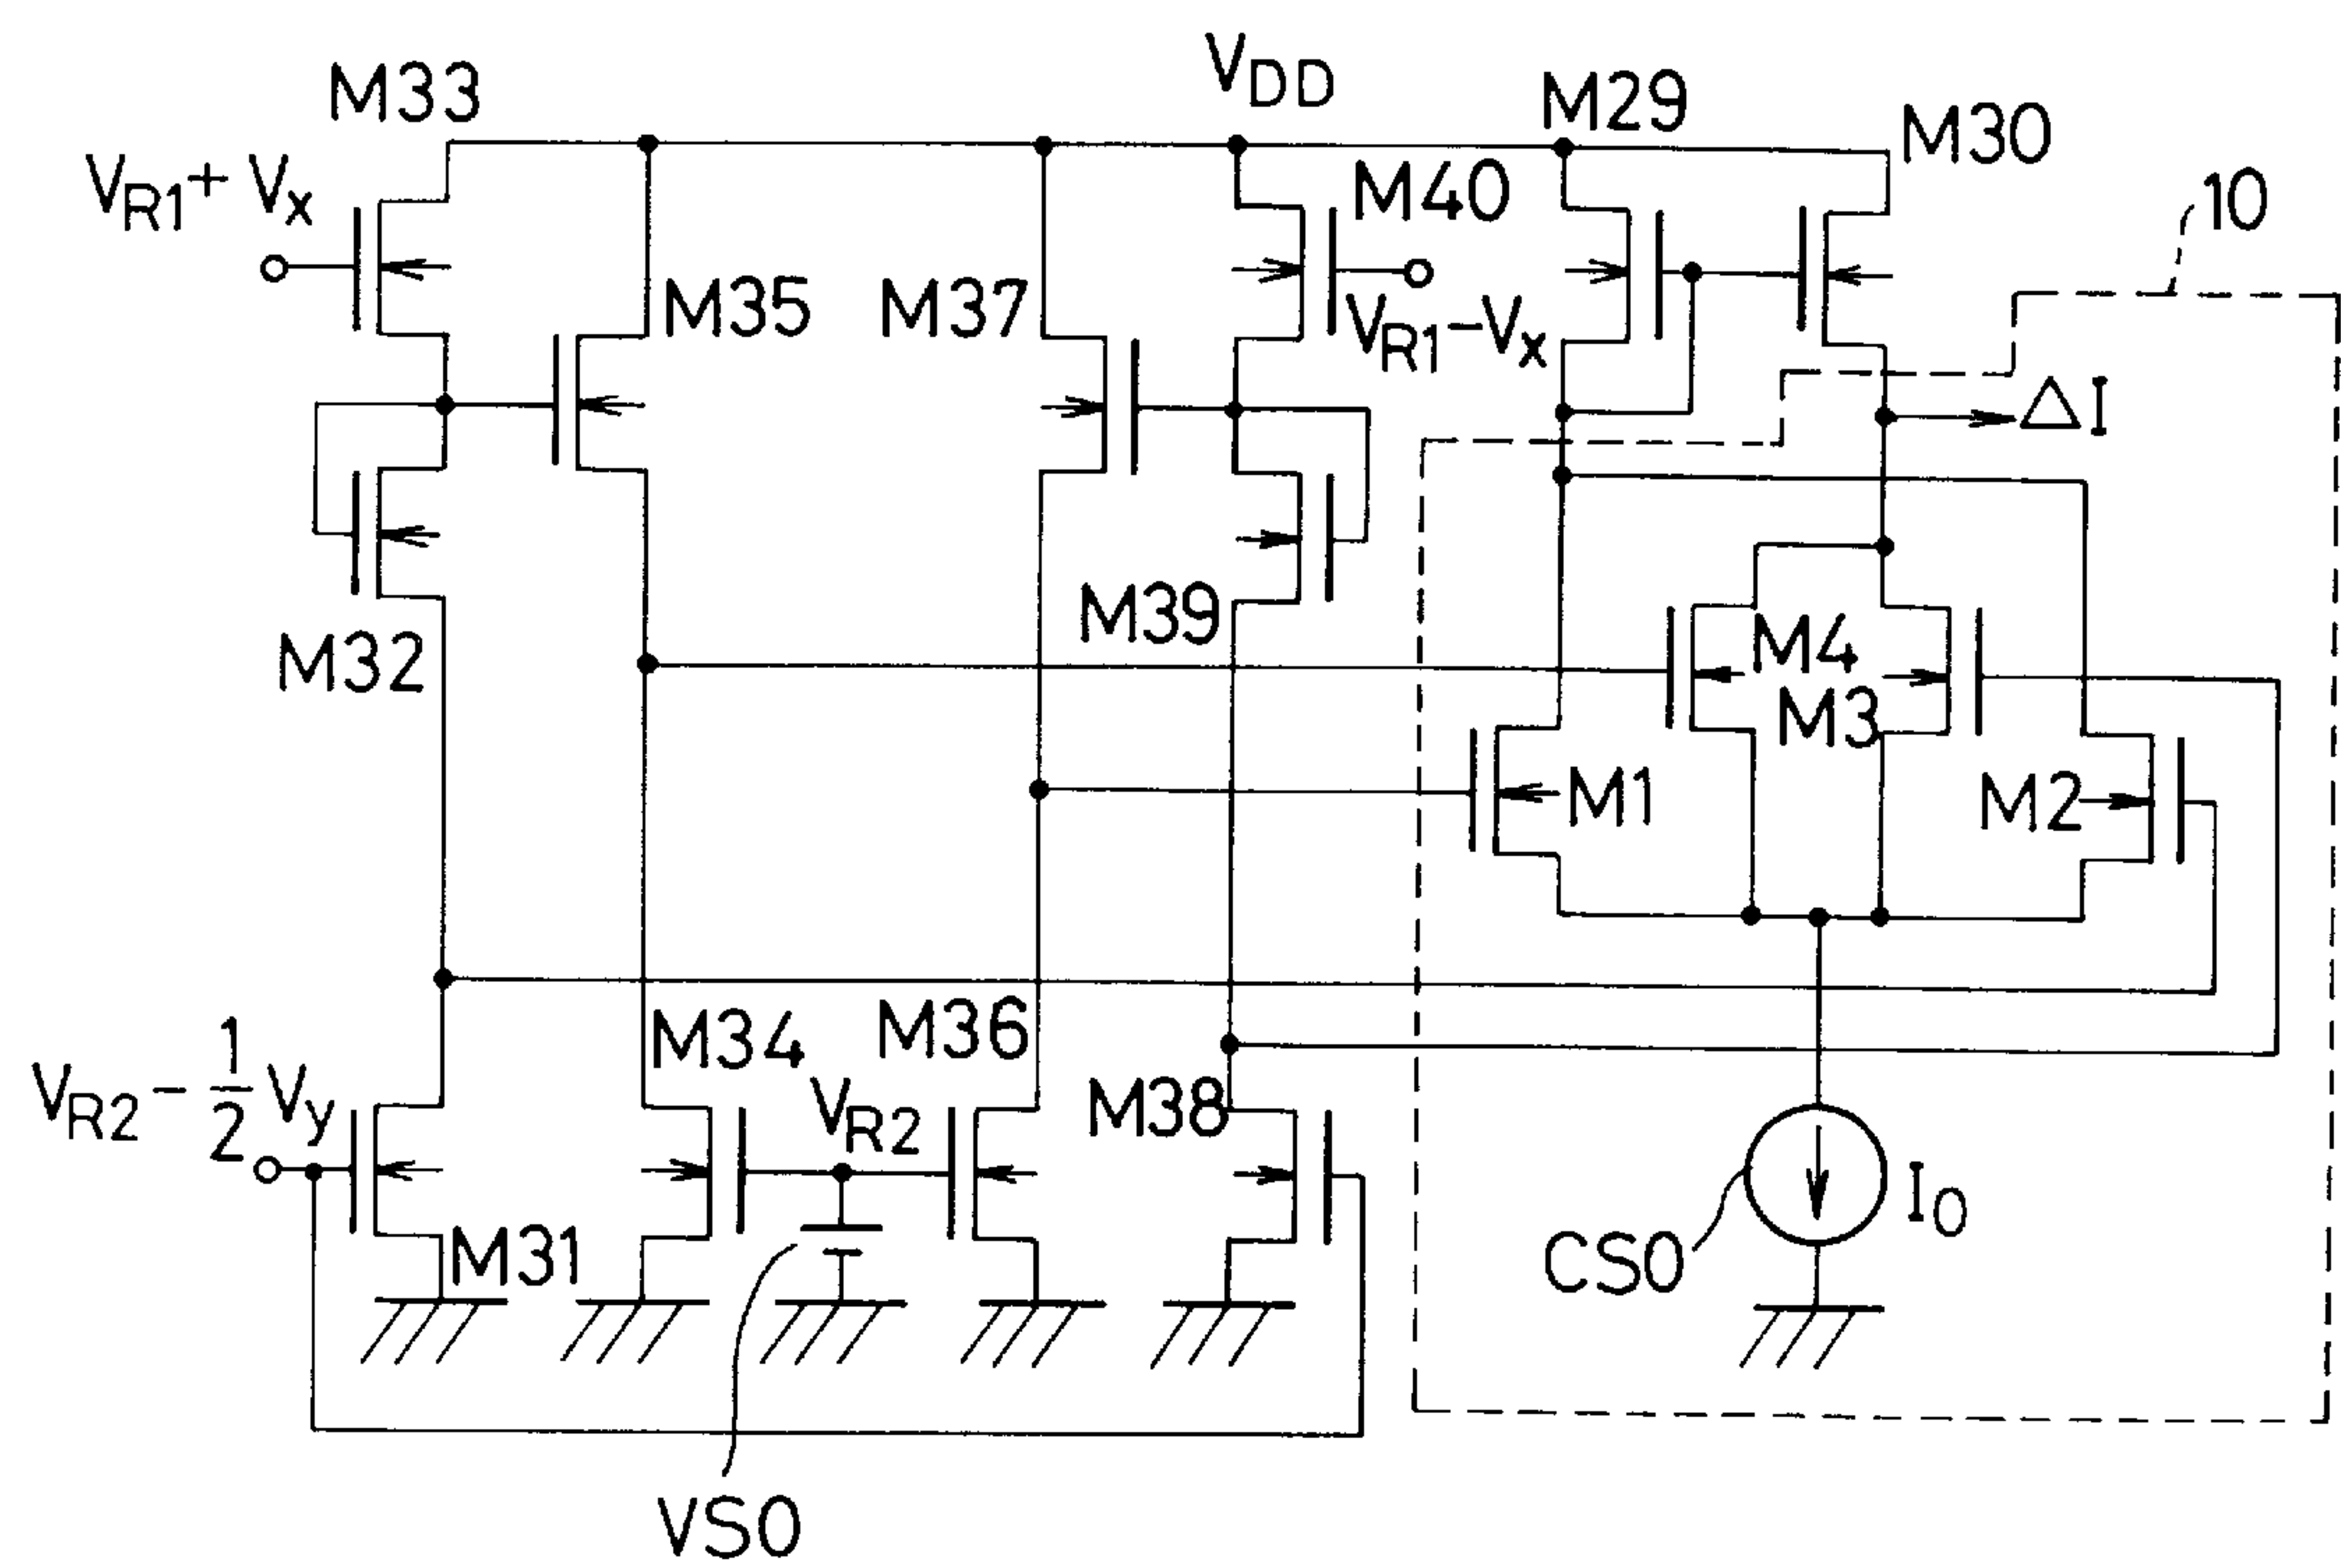 M33
VDD
M29
M30
VR1+ Vx
M40
10
M35
M37
VR1-Vx
ΔI
M32
M39
M4
M3
M1
M2
VR2 - 1/2 Vy
M34
VR2
M36
M38
M31
CS0
I0
VS0